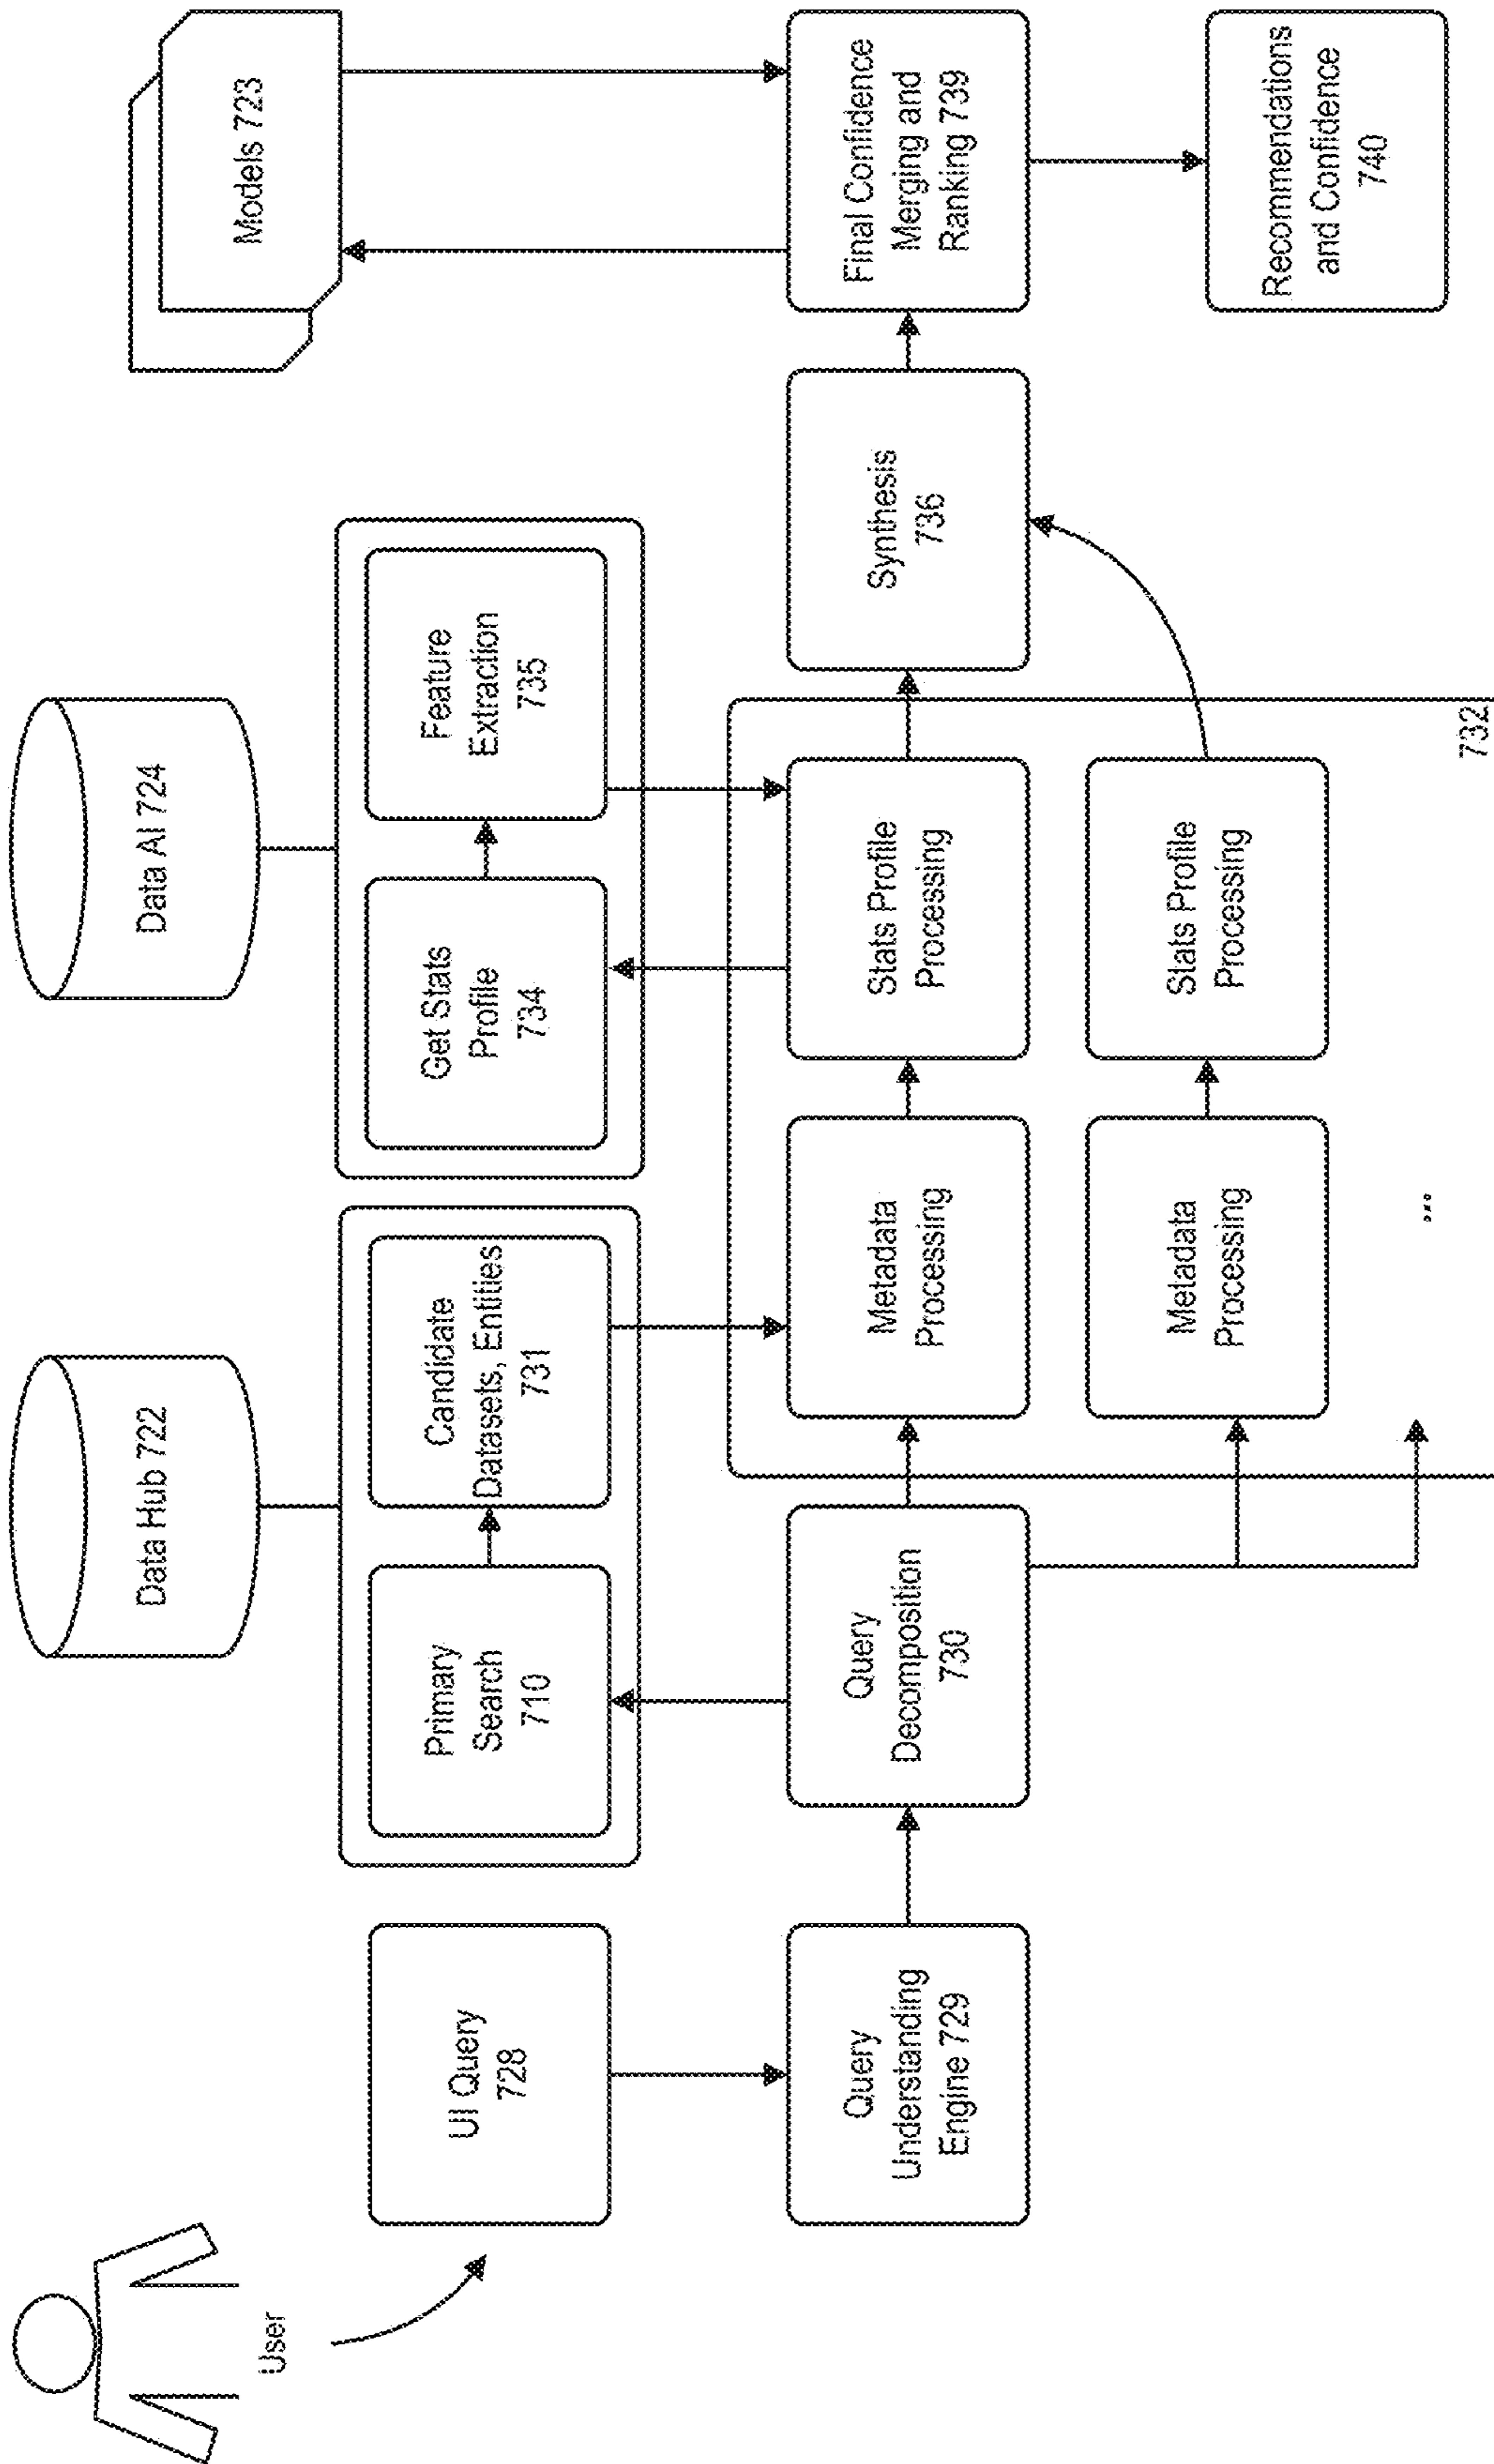 User
Data Hub 722
Data AI 724
Models 723
UI Query
728
Primary
Search
710
Candidate
Datasets, Entities
731
Get Stats
Profile
734
Feature
Extraction
735
Query
Understanding
Engine 729
Query
Decomposition
730
Metadata
Processing
Stats Profile
Processing
Synthesis
736
Final Confidence
Merging and
Ranking 739
Metadata
Processing
Stats Profile
Processing
...
732
Recommendations
and Confidence
740